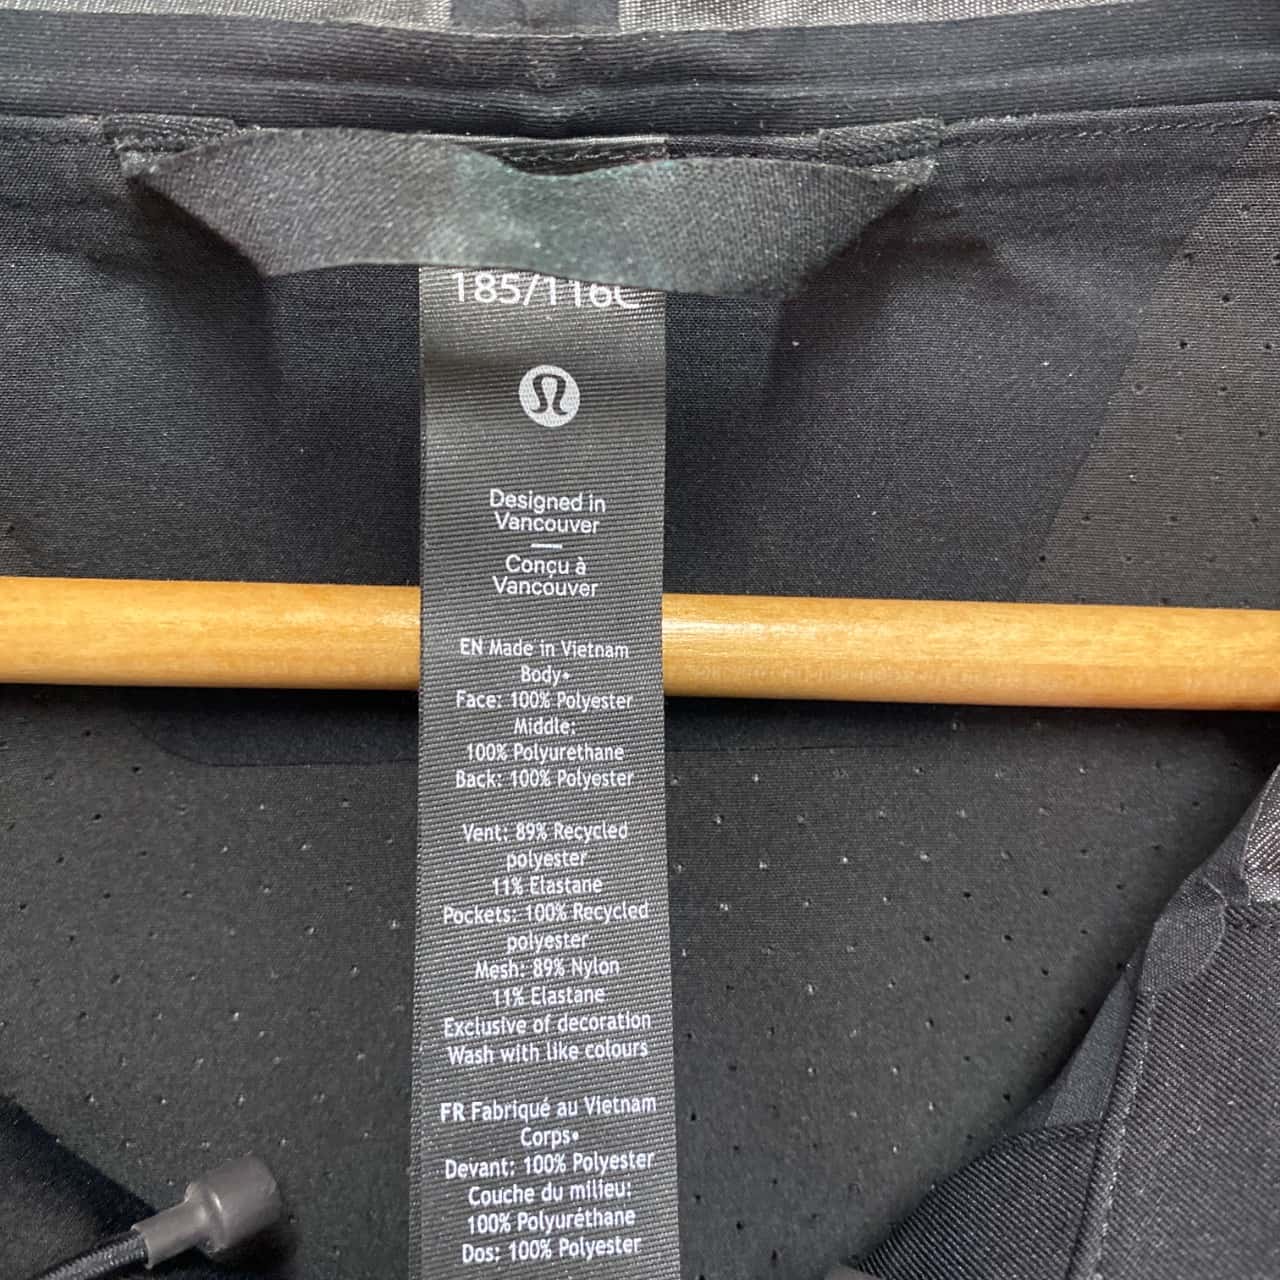 185/116C
Designed in
Vancouver
Conçu à
Vancouver
EN Made in Vietnam
Body•
Face: 100% Polyester
Middle:
100% Polyurethane
Back: 100% Polyester
Vent: 89% Recycled
polyester
11% Elastane
Pockets: 100% Recycled
polyester
Mesh: 89% Nylon
11% Elastane
Exclusive of decoration
Wash with like colours
FR Fabriqué au Vietnam
Corps•
Devant: 100% Polyester
Couche du milieu:
100% Polyuréthane
Dos: 100% Polyester